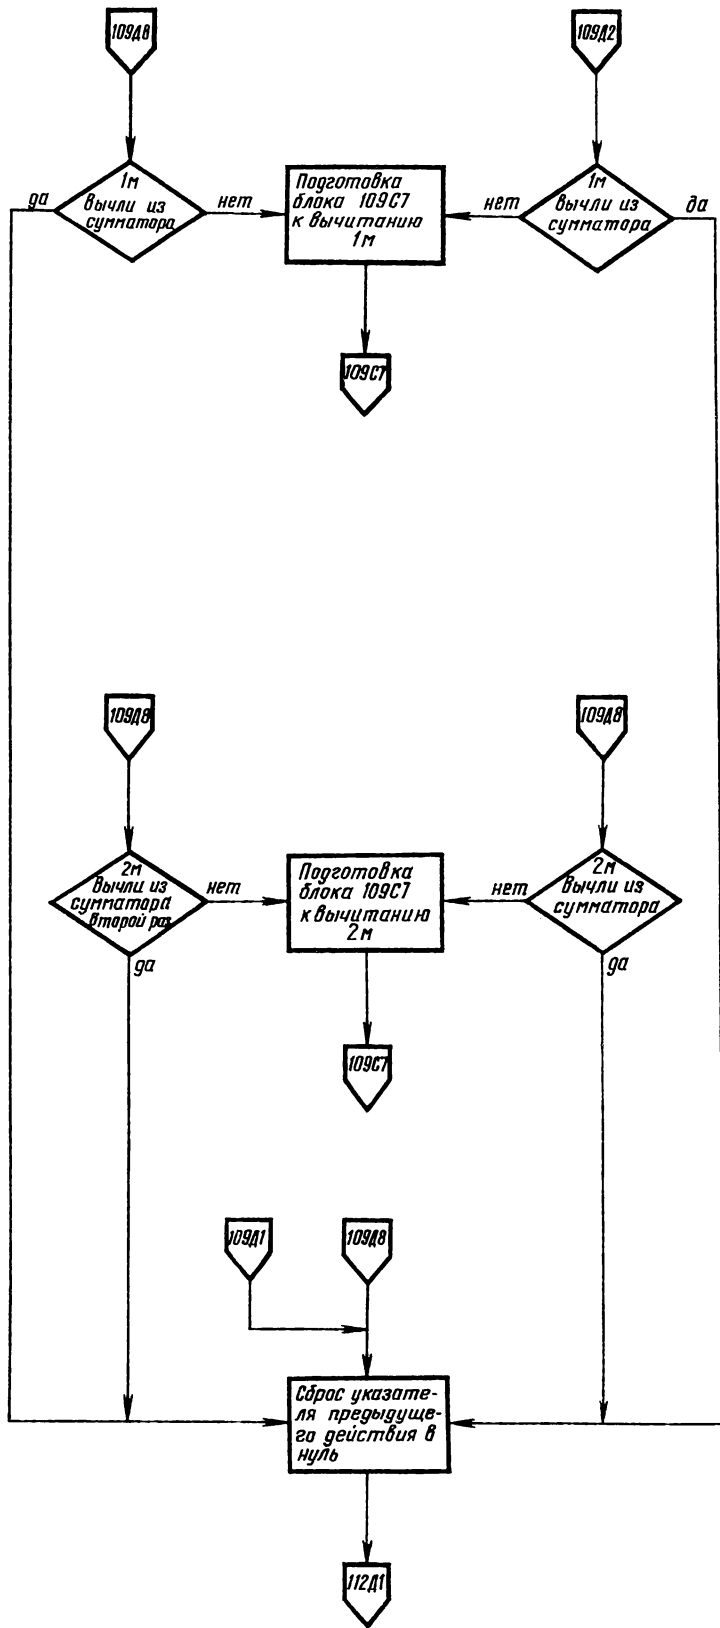 109Д8
109Д2
1м
Вычли из
сумматора
да
нет
Подготовка
блока 109С7
к вычитанию
1м
нет
1м
Вычли из
сумматора
да
109С7
109Д8
109Д8
2м
Вычли из
сумматора
второй раз
нет
да
Подготовка
блока 109С7
к вычитанию
2м
нет
2м
Вычли из
сумматора
да
109С7
109Д1
109Д8
Сброс указате-
ля предыдуще-
го действия в
нуль
112Д1